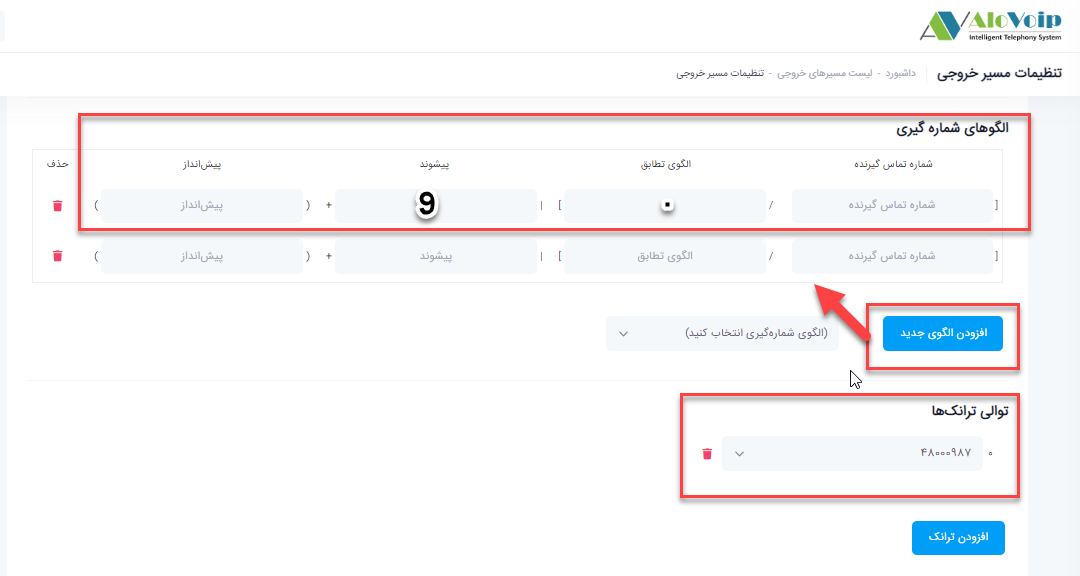 AloVoip
Intelligent Telephony System
تنظیمات مسیر خروجی داشبورد - لیست مسیرهای خروجی - تنظیمات مسیر خروجی
الگوهای شماره گیری
شماره تماس گیرنده الگوی تطابق پیشوند پیش‌انداز حذف
[ شماره تماس گیرنده / . ] | 9 + ( پیش‌انداز )
[ شماره تماس گیرنده / الگوی تطابق ] | پیشوند + ( پیش‌انداز )
افزودن الگوی جدید (الگوی شماره‌گیری انتخاب کنید)
توالی ترانک‌ها
۰ ۴۸۰۰۰۹۸۷
افزودن ترانک